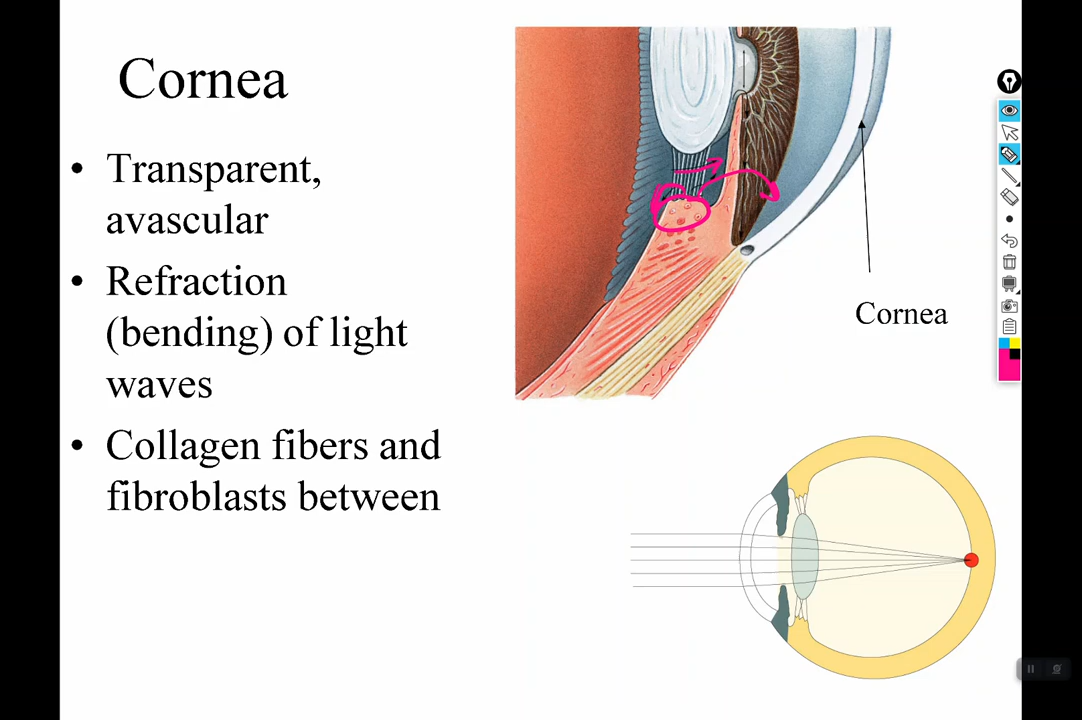 Cornea
• Transparent,
avascular
• Refraction
(bending) of light
waves
• Collagen fibers and
fibroblasts between
Cornea